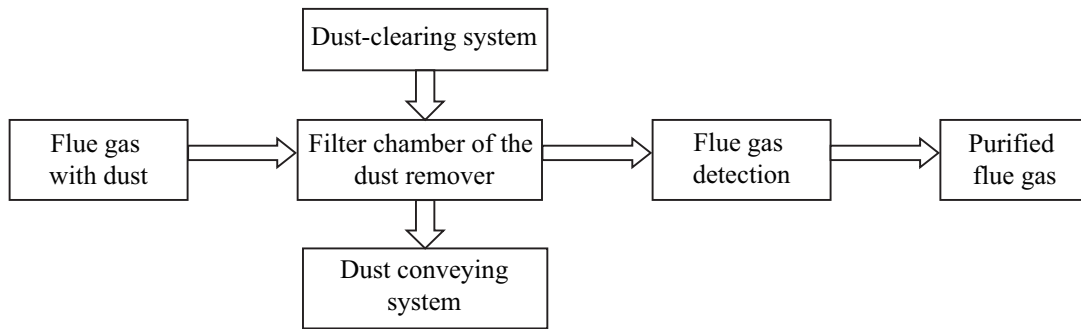 Dust-clearing system
Flue gas
with dust
Filter chamber of the
dust remover
Flue gas
detection
Purified
flue gas
Dust conveying
system